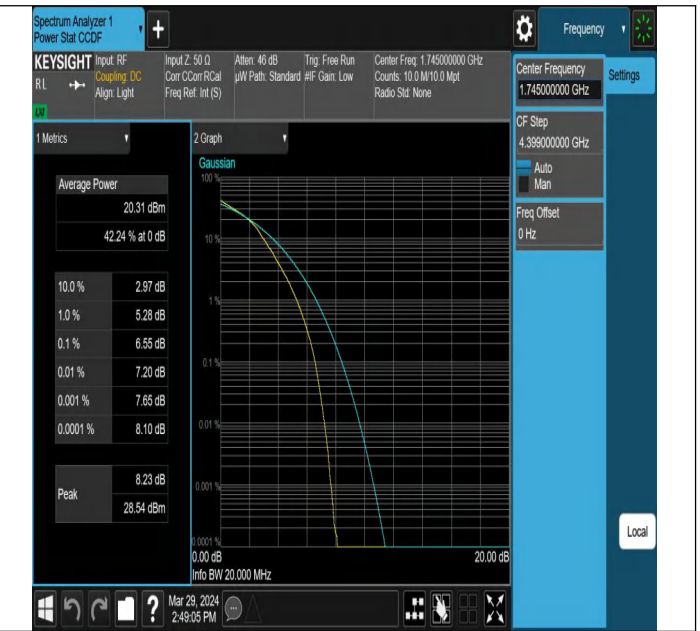 Spectrum Analyzer 1
Power Stat CCDF
Frequency
KEYSIGHT
RL
Input: RF
Coupling: DC
Align: Light
Input Z: 50 Ω
Corr CCorr RCal
Freq Ref: Int (S)
Atten: 46 dB
µW Path: Standard
Trig: Free Run
#IF Gain: Low
Center Freq: 1.745000000 GHz
Counts: 10.0 M/10.0 Mpt
Radio Std: None
Center Frequency
1.745000000 GHz
Settings
CF Step
4.399000000 GHz
Auto
Man
Freq Offset
0 Hz
1 Metrics
Average Power
20.31 dBm
42.24 % at 0 dB
10.0 % 2.97 dB
1.0 % 5.28 dB
0.1 % 6.55 dB
0.01 % 7.20 dB
0.001 % 7.65 dB
0.0001 % 8.10 dB
Peak
8.23 dB
28.54 dBm
2 Graph
Gaussian
100 %
10 %
1 %
0.1 %
0.01 %
0.001 %
0.0001 %
0.00 dB 20.00 dB
Info BW 20.000 MHz
Local
Mar 29, 2024
2:49:05 PM